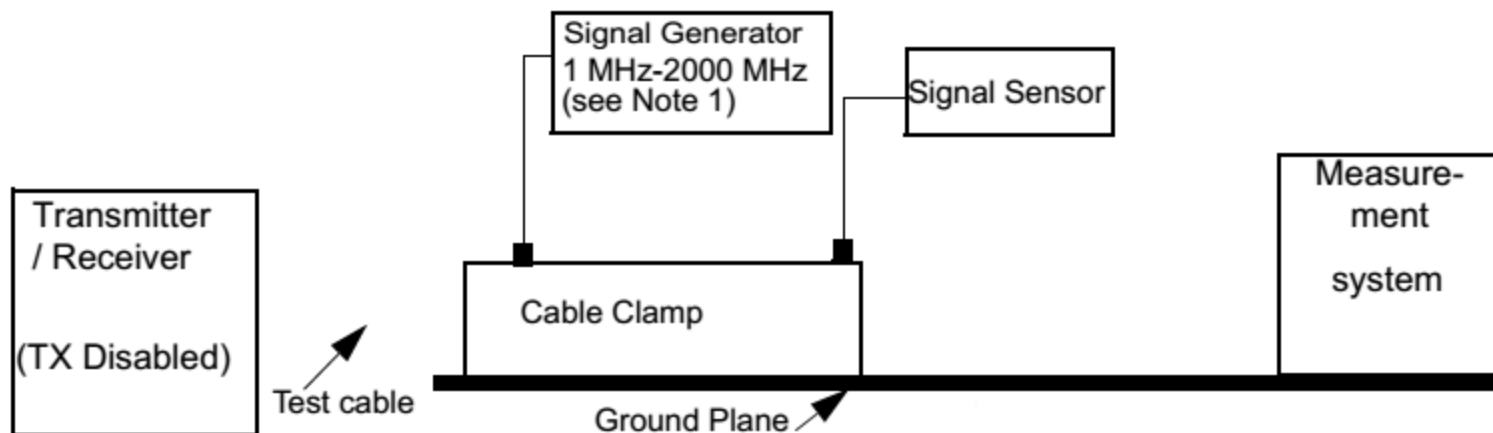 Signal Generator
1 MHz-2000 MHz
(see Note 1)
Signal Sensor
Measure-
ment
system
Transmitter
/ Receiver
(TX Disabled)
Cable Clamp
Test cable
Ground Plane